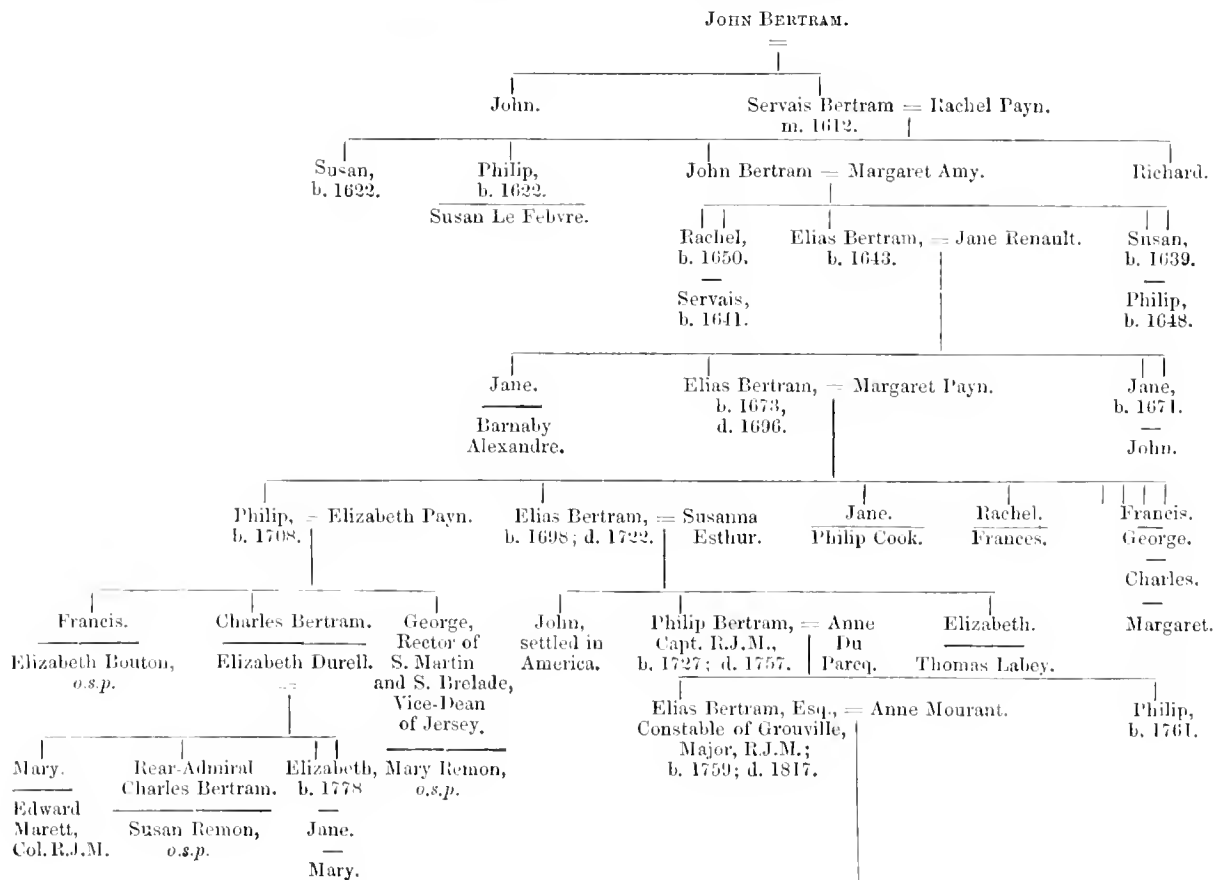 JOHN BERTRAM.
=
John.
Servais Bertram = Rachel Payn.
m. 1612.
Susan,
b. 1622.
Philip,
b. 1622.
Susan Le Febvre.
John Bertram = Margaret Amy.
Richard.
Rachel,
b. 1650.
—
Servais,
b. 1641.
Elias Bertram, = Jane Renault.
b. 1643.
Susan,
b. 1639.
—
Philip,
b. 1648.
Jane.
Barnaby
Alexandre.
Elias Bertram, = Margaret Payn.
b. 1673,
d. 1696.
Jane,
b. 1671.
—
John.
Philip, = Elizabeth Payn.
b. 1708.
Elias Bertram, = Susanna
b. 1698; d. 1722. Esthur.
Jane.
Philip Cook.
Rachel.
Frances.
Francis.
George.
—
Charles.
—
Margaret.
Francis.
Elizabeth Bouton,
o.s.p.
Charles Bertram.
Elizabeth Durell.
=
George,
Rector of
S. Martin
and S. Brelade,
Vice-Dean
of Jersey.
Mary Remon,
o.s.p.
John,
settled in
America.
Philip Bertram, = Anne
Capt. R.J.M., Du
b. 1727; d. 1757. Parcq.
Elizabeth.
Thomas Labey.
Elias Bertram, Esq., = Anne Mourant.
Constable of Grouville,
Major, R.J.M.;
b. 1759; d. 1817.
Philip,
b. 1761.
Mary.
Edward
Marett,
Col. R.J.M.
Rear-Admiral
Charles Bertram.
Susan Remon,
o.s.p.
Elizabeth,
b. 1778
—
Jane.
—
Mary.